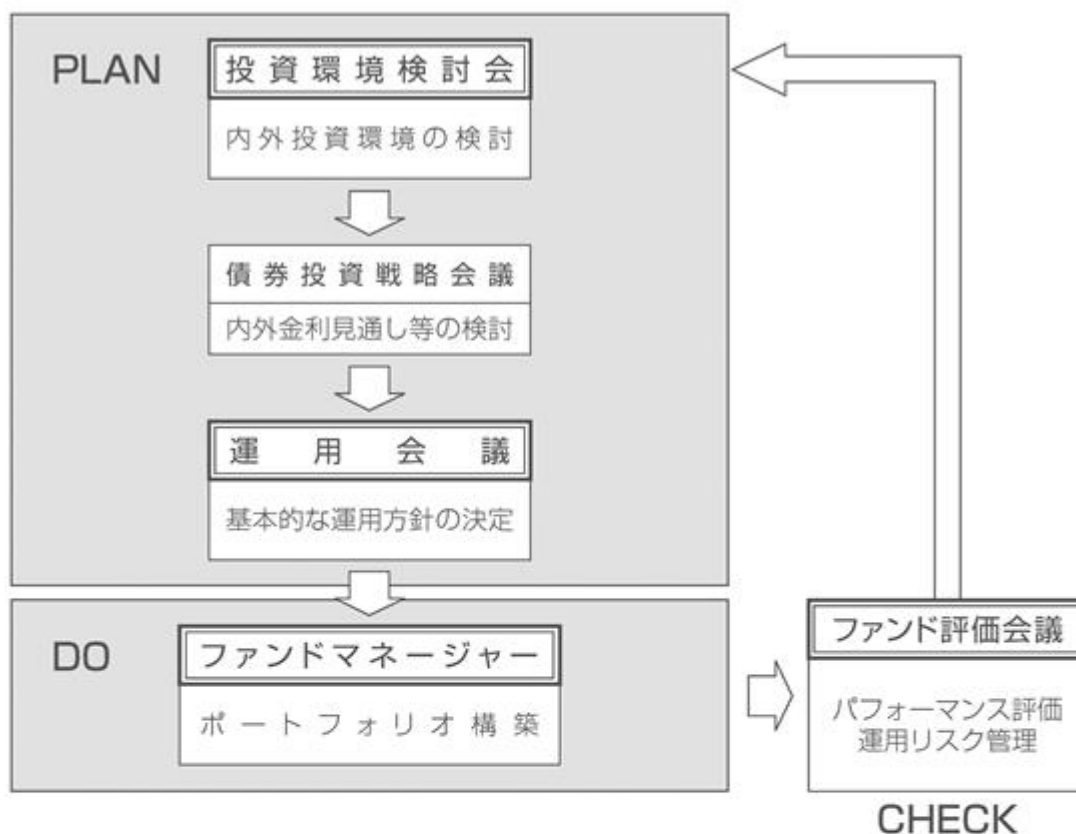 PLAN
投資環境検討会
内外投資環境の検討
債券投資戦略会議
内外金利見通し等の検討
運用会議
基本的な運用方針の決定
DO
ファンドマネージャー
ポートフォリオ構築
ファンド評価会議
パフォーマンス評価
運用リスク管理
CHECK